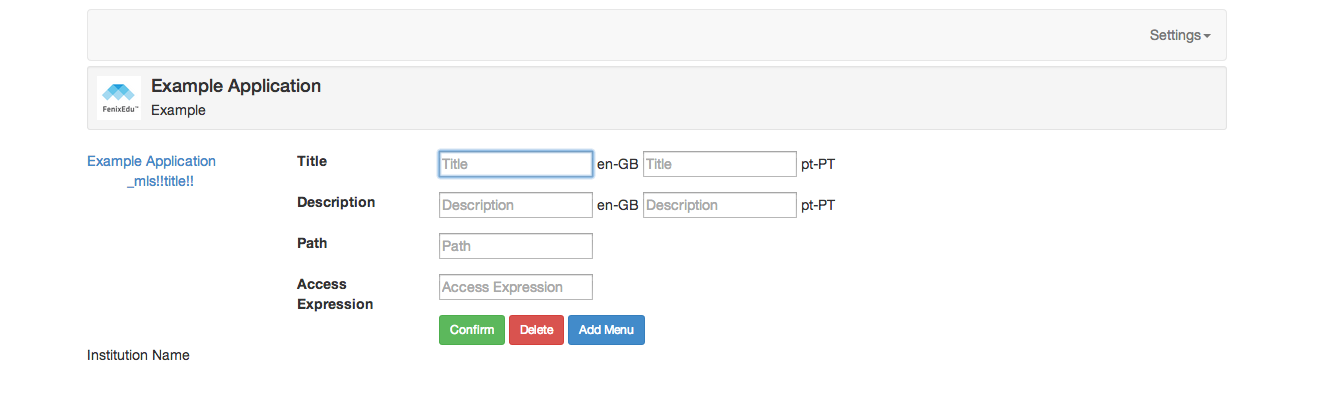 Settings
FenixEdu™
Example Application
Example
Example Application
_mls!!title!!
Title
Title en-GB Title pt-PT
Description
Description en-GB Description pt-PT
Path
Path
Access
Expression
Access Expression
Confirm Delete Add Menu
Institution Name